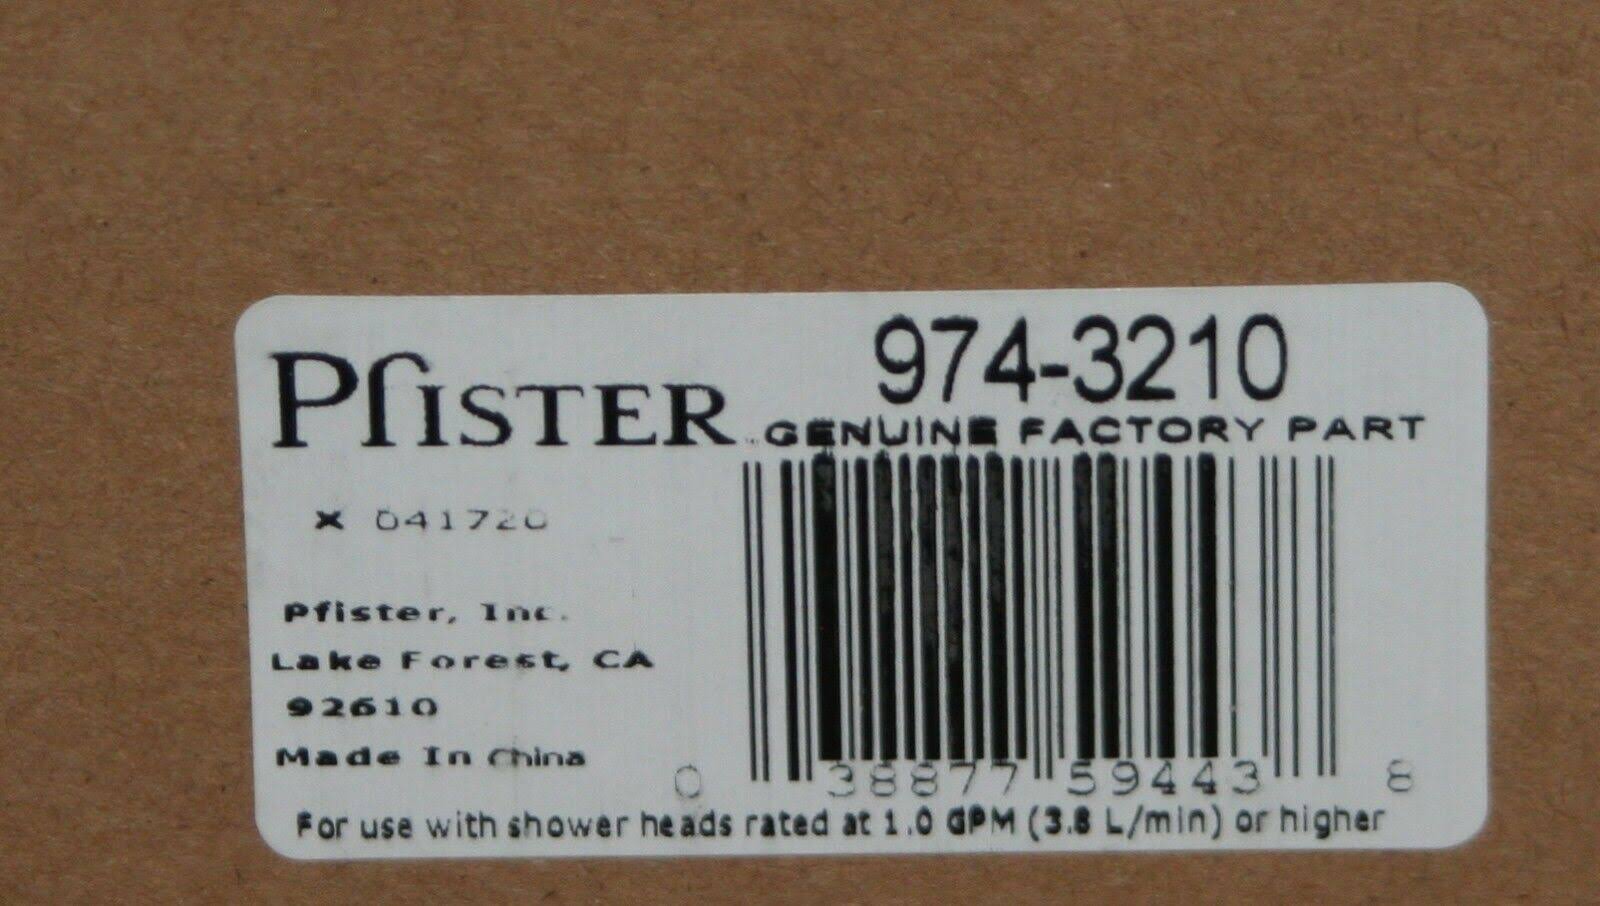 974-3210
Pfister
GENUINE FACTORY PART
X 041720
Pfister, Inc.
Lake Forest, CA
92610
Made In China
0 38877 59443 8
For use with shower heads rated at 1.0 GPM (3.8 L/min) or higher